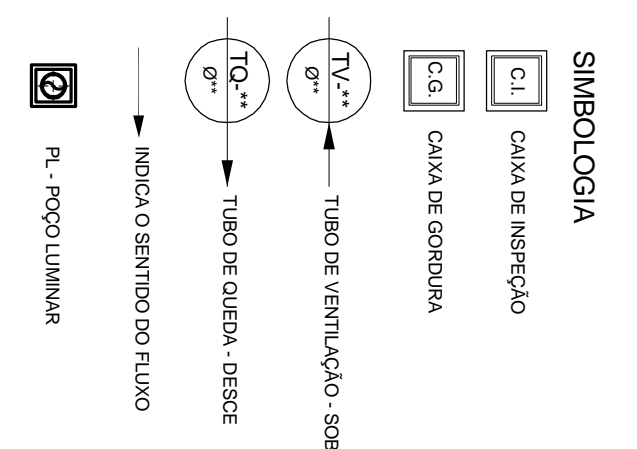 SIMBOLOGIA
C.I. CAIXA DE INSPEÇÃO
C.G. CAIXA DE GORDURA
TV-**
Ø**
TUBO DE VENTILAÇÃO - SOB
TQ-**
Ø**
TUBO DE QUEDA - DESCE
INDICA O SENTIDO DO FLUXO
PL - POÇO LUMINAR